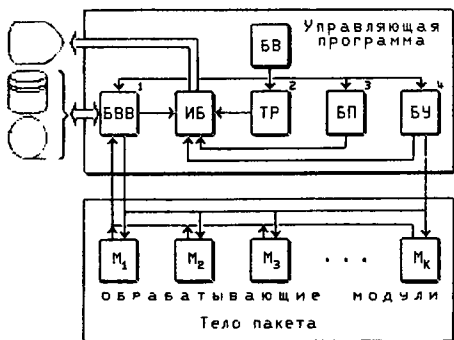 Управляющая
программа
БВ
1
2
3
4
БВВ
ИБ
ТР
БП
БУ
М1
М2
М3
. . .
Мк
ОБРАБАТЫВАЮЩИЕ МОДУЛИ
Тело пакета